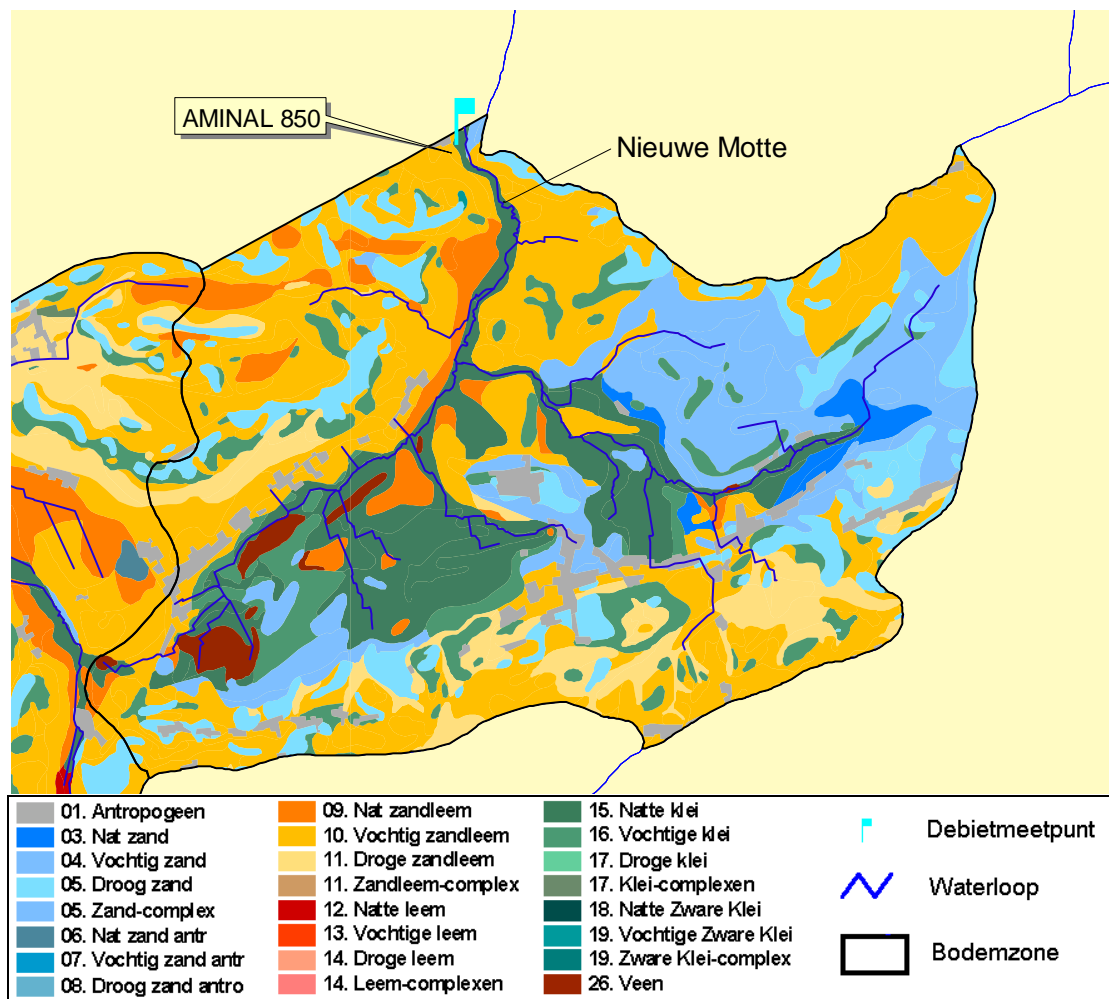 AMINAL 850
Nieuwe Motte
01. Antropogeen
03. Nat zand
04. Vochtig zand
05. Droog zand
05. Zand-complex
06. Nat zand antr
07. Vochtig zand antr
08. Droog zand antro
09. Nat zandleem
10. Vochtig zandleem
11. Droge zandleem
11. Zandleem-complex
12. Natte leem
13. Vochtige leem
14. Droge leem
14. Leem-complexen
15. Natte klei
16. Vochtige klei
17. Droge klei
17. Klei-complexen
18. Natte Zware Klei
19. Vochtige Zware Klei
19. Zware Klei-complex
26. Veen
Debietmeetpunt
Waterloop
Bodemzone